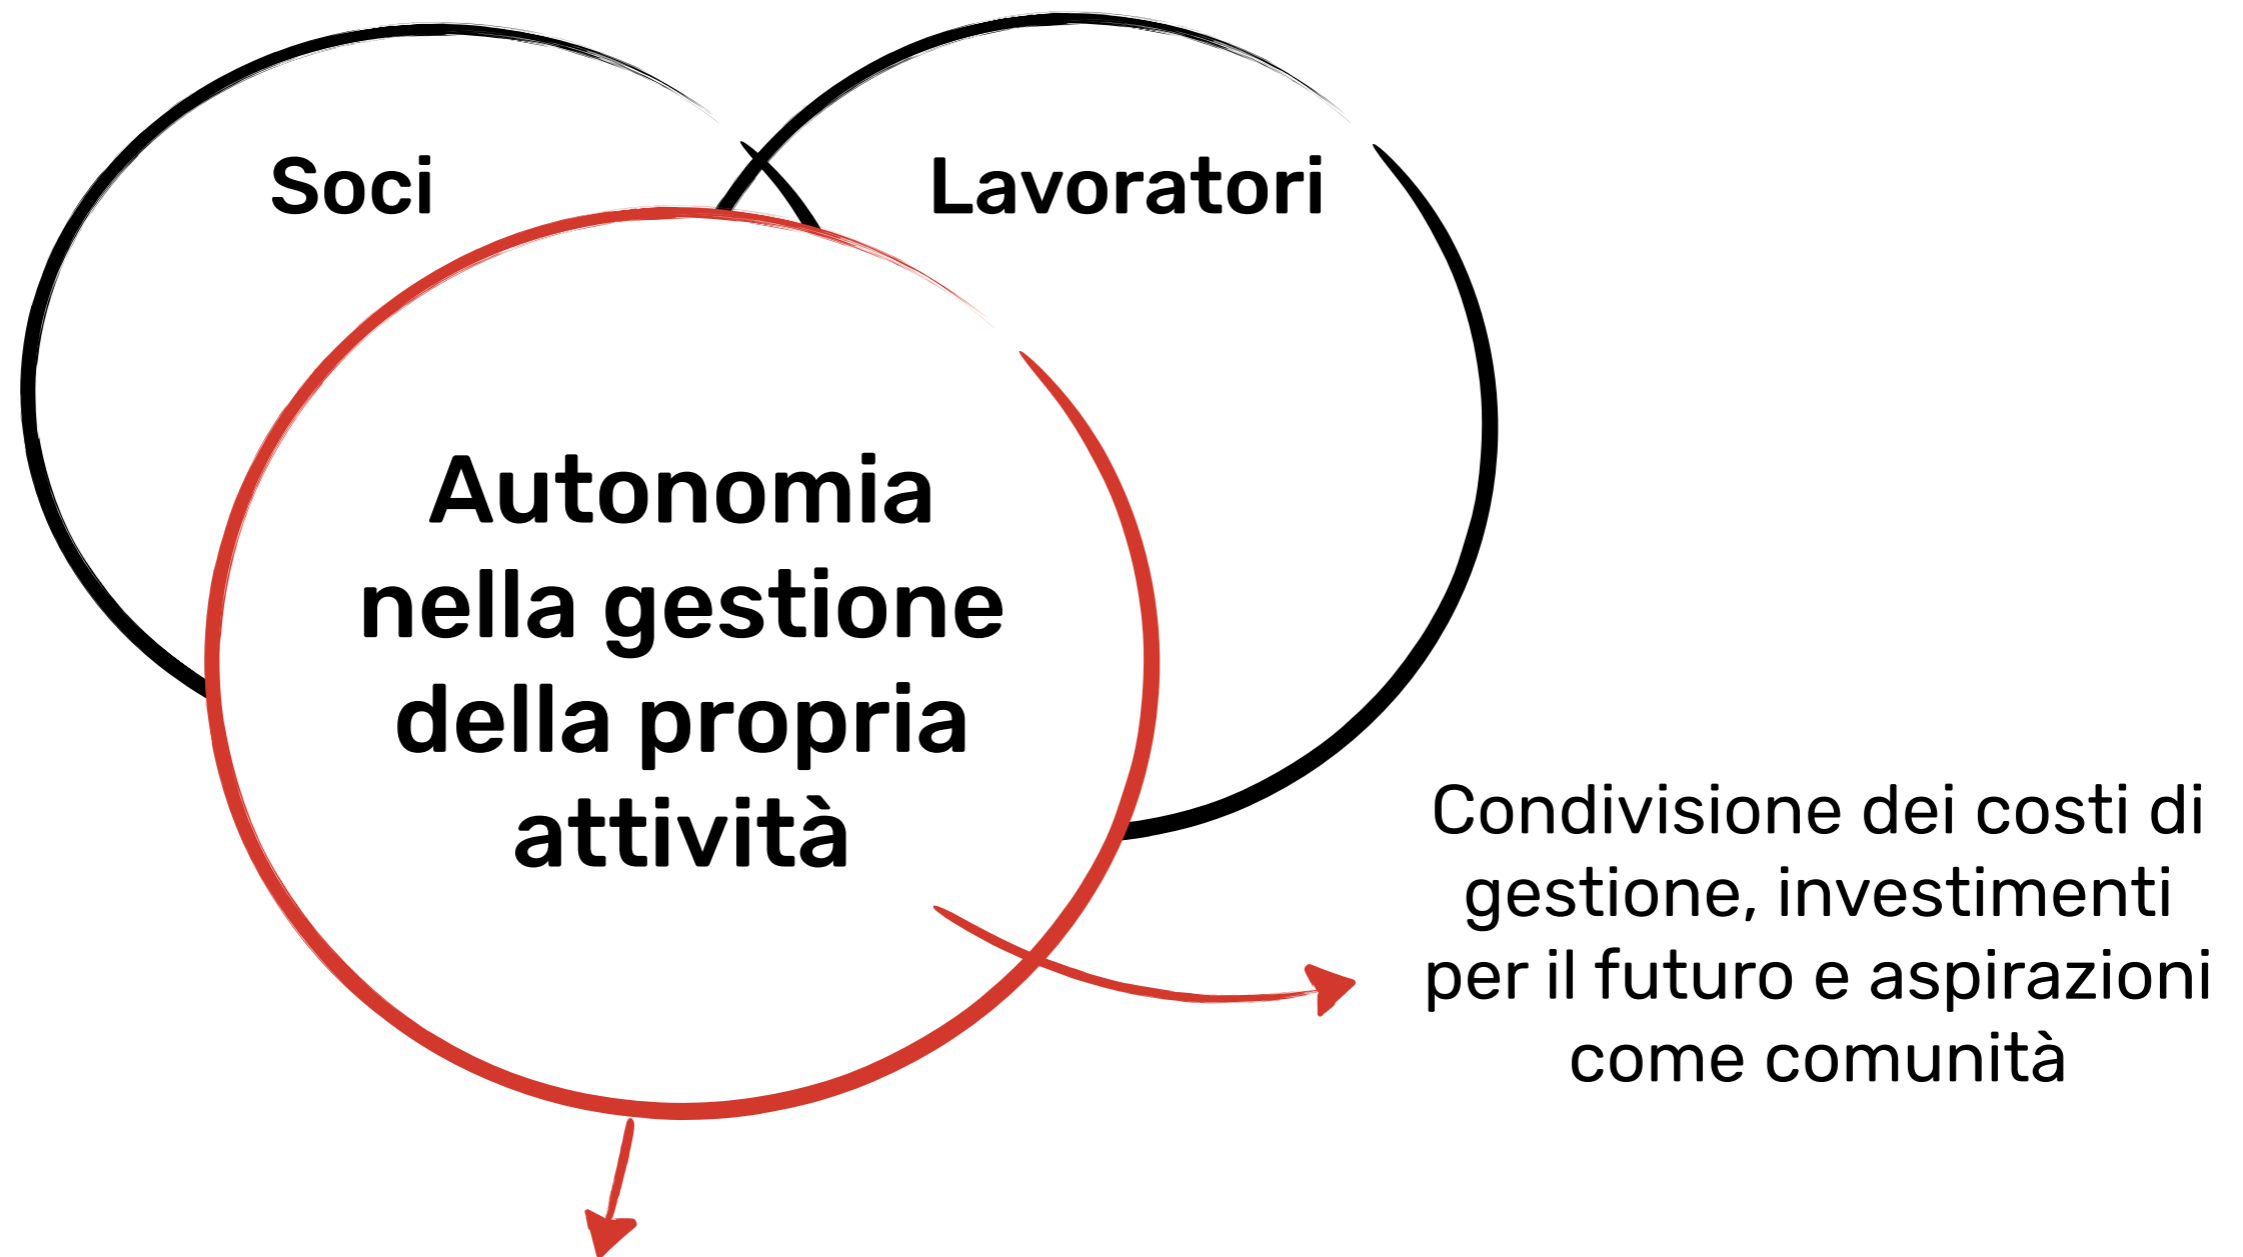 Soci
Lavoratori
Autonomia
nella gestione
della propria
attività
Condivisione dei costi di
gestione, investimenti
per il futuro e aspirazioni
come comunità